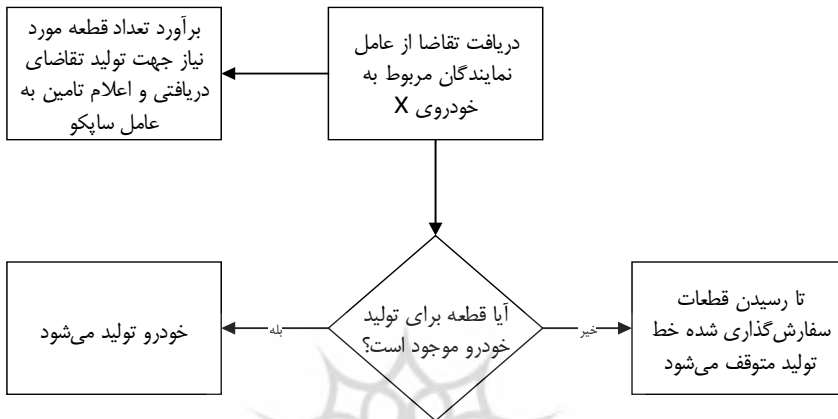 دریافت تقاضا از عامل
نمایندگان مربوط به
خودروی X
برآورد تعداد قطعه مورد
نیاز جهت تولید تقاضای
دریافتی و اعلام تامین به
عامل ساپکو
آیا قطعه برای تولید
خودرو موجود است؟
خیر
تا رسیدن قطعات
سفارش‌گذاری شده خط
تولید متوقف می‌شود
بله
خودرو تولید می‌شود